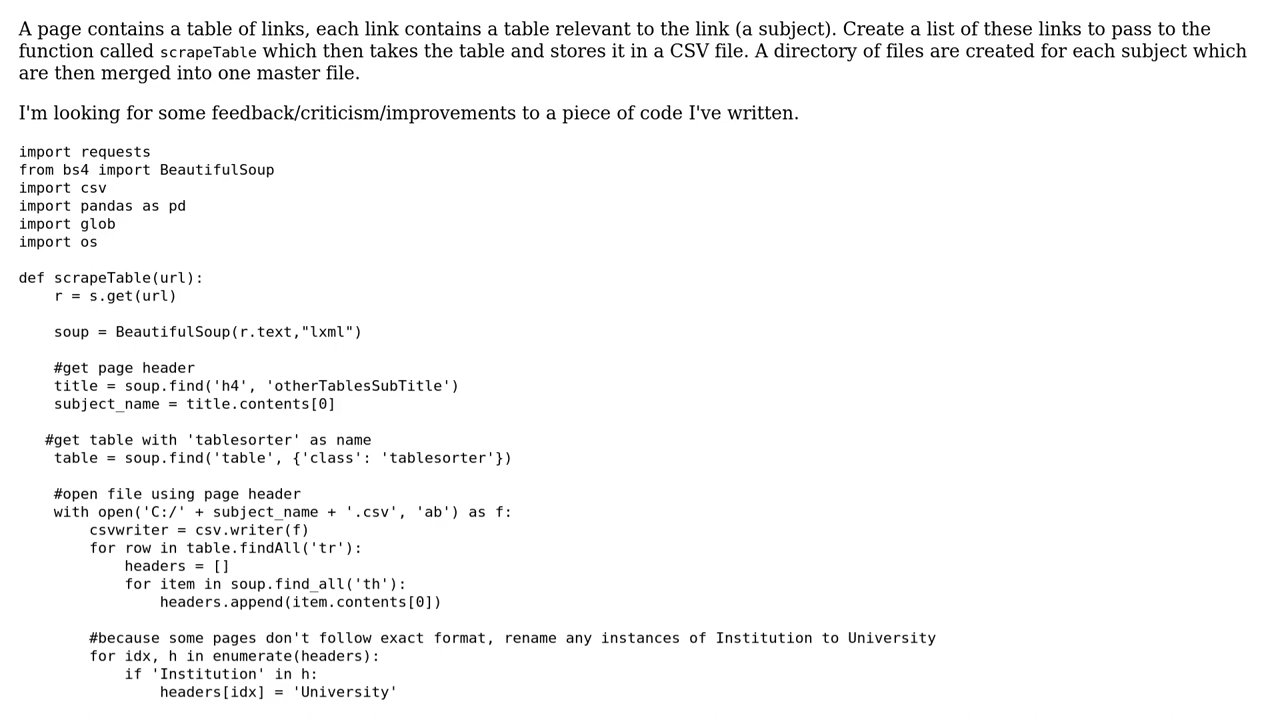 A page contains a table of links, each link contains a table relevant to the link (a subject). Create a list of these links to pass to the
function called scrapeTable which then takes the table and stores it in a CSV file. A directory of files are created for each subject which
are then merged into one master file.
I'm looking for some feedback/criticism/improvements to a piece of code I've written.
import requests
from bs4 import BeautifulSoup
import csv
import pandas as pd
import glob
import os
def scrapeTable(url):
    r = s.get(url)
    soup = BeautifulSoup(r.text,"lxml")
    #get page header
    title = soup.find('h4', 'otherTablesSubTitle')
    subject_name = title.contents[0]
   #get table with 'tablesorter' as name
    table = soup.find('table', {'class': 'tablesorter'})
    #open file using page header
    with open('C:/' + subject_name + '.csv', 'ab') as f:
        csvwriter = csv.writer(f)
        for row in table.findAll('tr'):
            headers = []
            for item in soup.find_all('th'):
                headers.append(item.contents[0])
        #because some pages don't follow exact format, rename any instances of Institution to University
        for idx, h in enumerate(headers):
            if 'Institution' in h:
                headers[idx] = 'University'